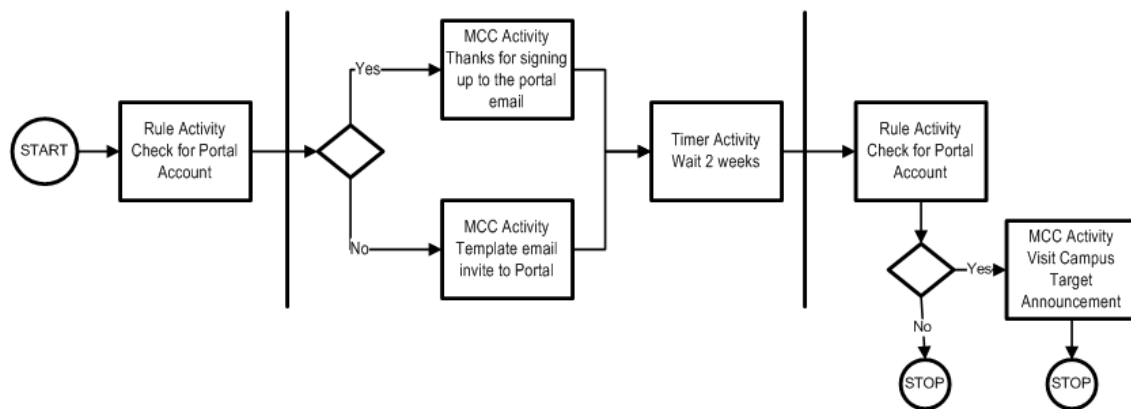 START
Rule Activity
Check for Portal
Account
Yes
MCC Activity
Thanks for signing
up to the portal
email
No
MCC Activity
Template email
invite to Portal
Timer Activity
Wait 2 weeks
Rule Activity
Check for Portal
Account
Yes
MCC Activity
Visit Campus
Target
Announcement
No
STOP
STOP